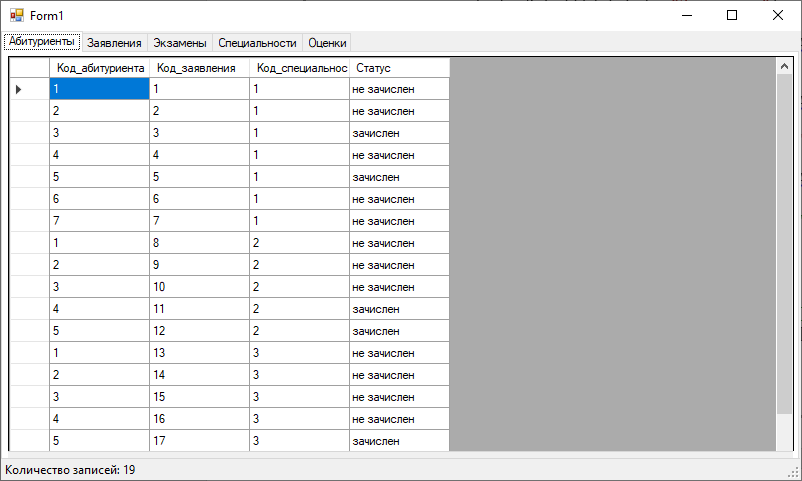 Form1
Абитуриенты Заявления Экзамены Специальности Оценки
Код_абитуриента Код_заявления Код_специальнос Статус
1 1 1 не зачислен
2 2 1 не зачислен
3 3 1 зачислен
4 4 1 не зачислен
5 5 1 зачислен
6 6 1 не зачислен
7 7 1 не зачислен
1 8 2 не зачислен
2 9 2 не зачислен
3 10 2 не зачислен
4 11 2 зачислен
5 12 2 зачислен
1 13 3 не зачислен
2 14 3 не зачислен
3 15 3 не зачислен
4 16 3 не зачислен
5 17 3 зачислен
Количество записей: 19